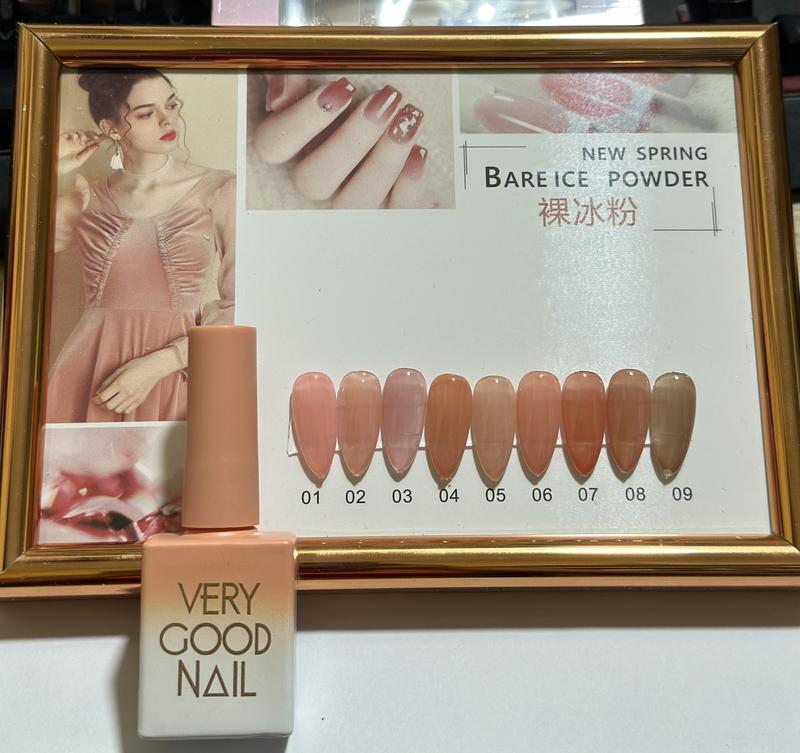 NEW SPRING
BARE ICE POWDER
裸冰粉
01 02 03 04 05 06 07 08 09
VERY
GOOD
NAIL